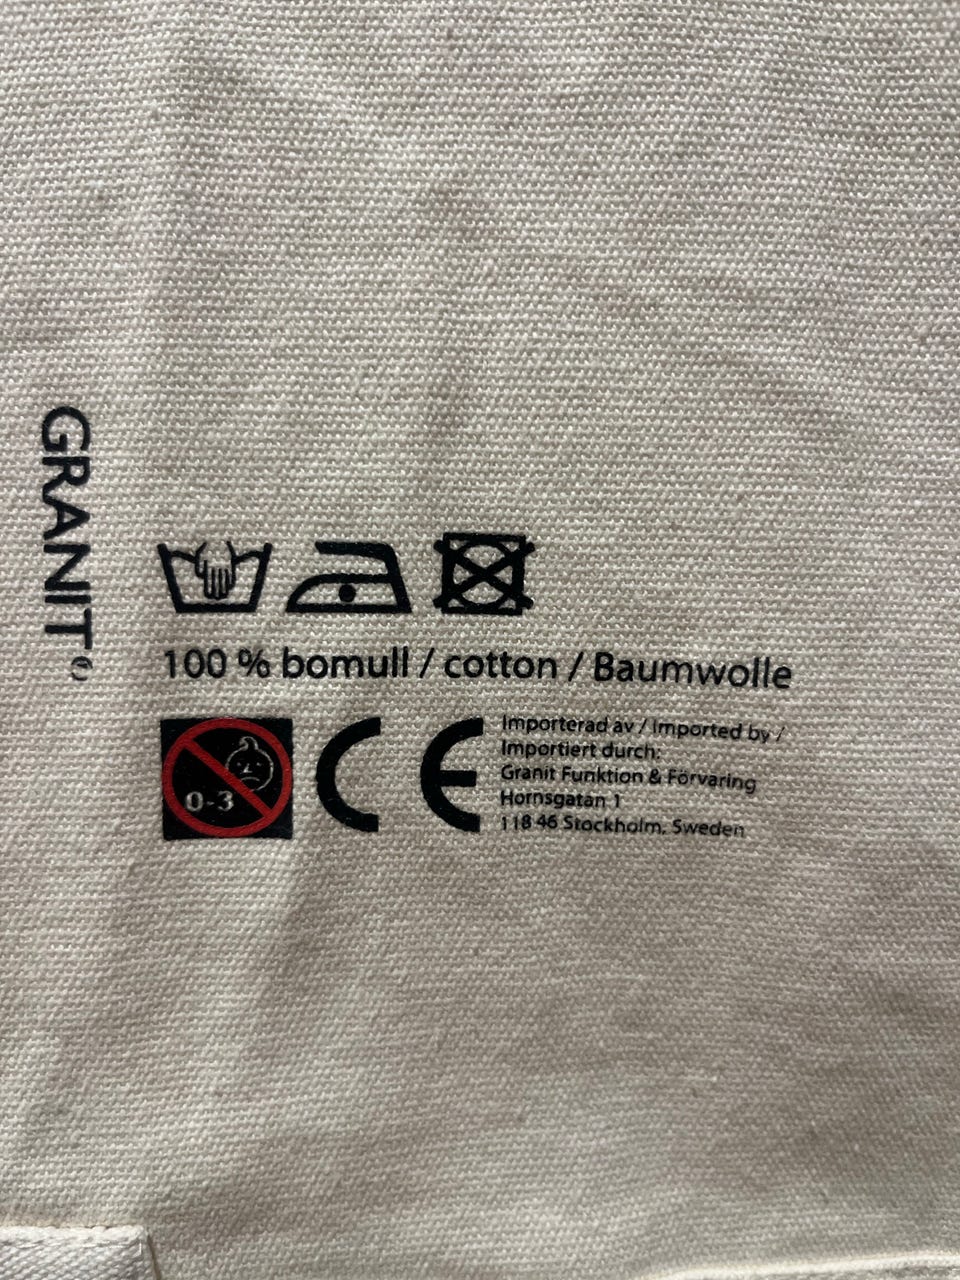 GRANIT®
100 % bomull / cotton / Baumwolle
0-3
CE
Importerad av / Imported by /
Importiert durch:
Granit Funktion & Förvaring
Hornsgatan 1
118 46 Stockholm, Sweden